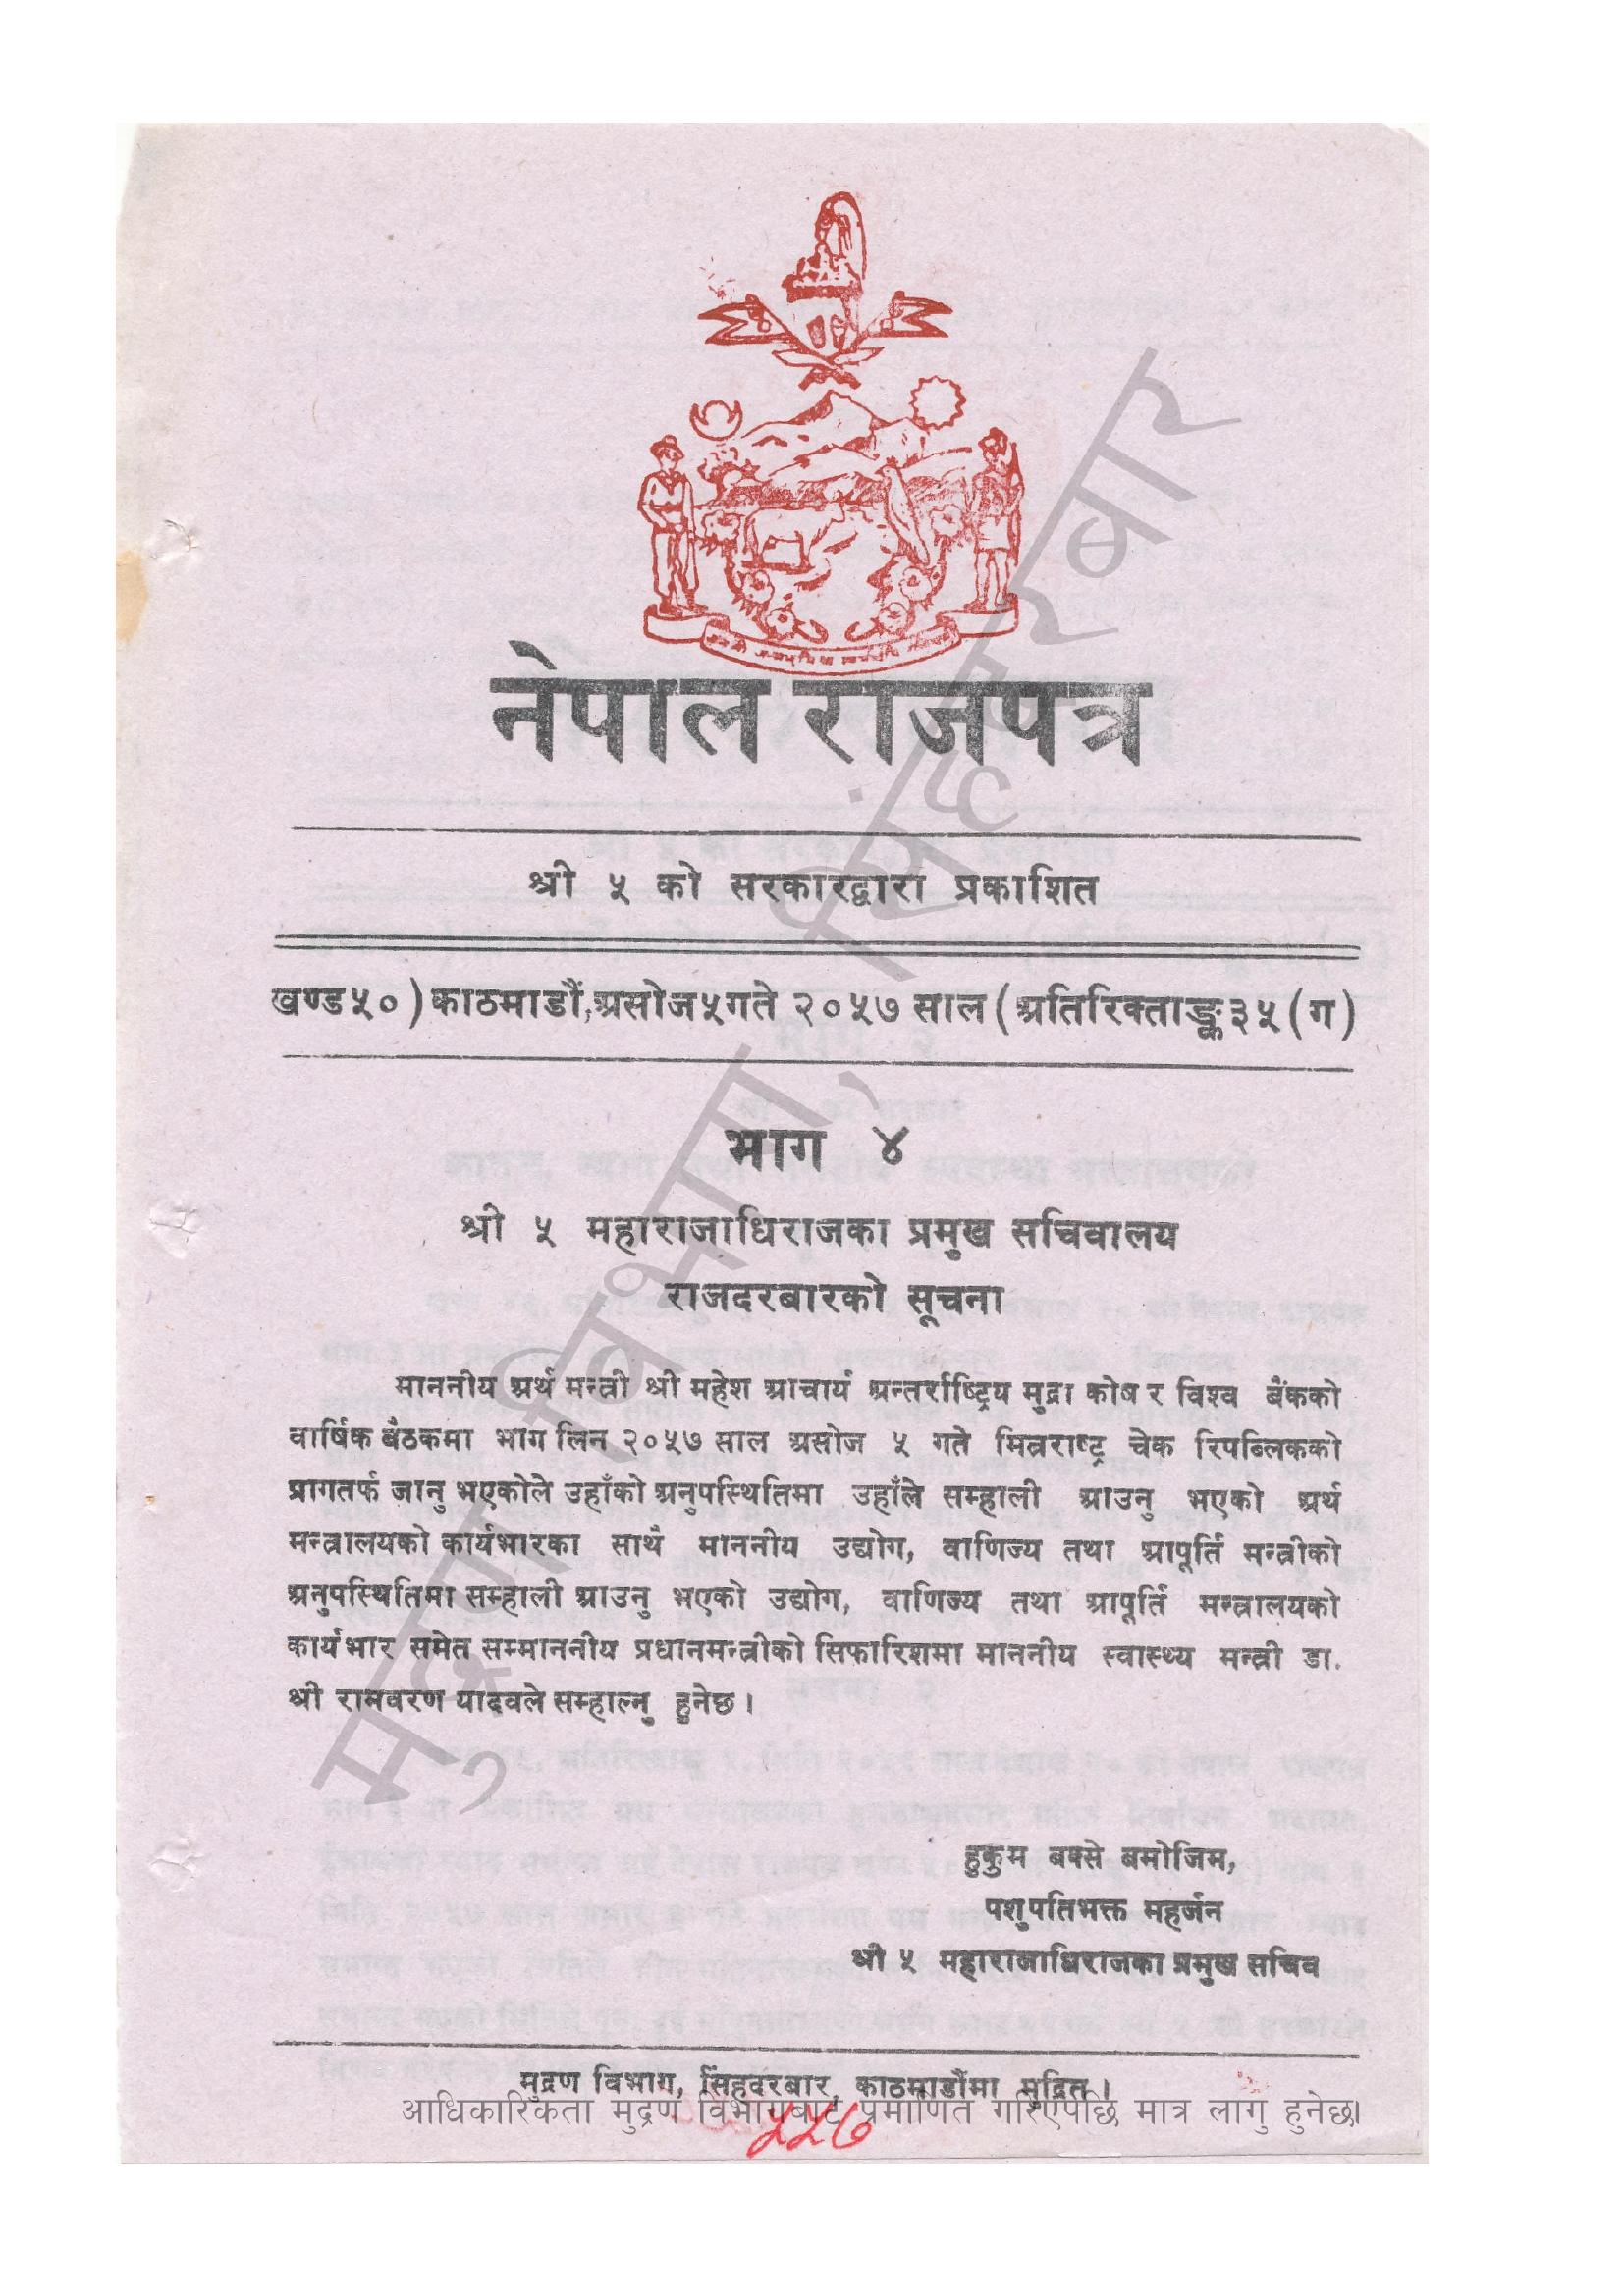 नेपाल राजपत्र
श्री ५ को सरकारद्वारा प्रकाशित
खण्ड ५०) काठमाडौं, असोज ५ गते २०५७ साल (अतिरिक्ताङ्क ३५ (ग)
भाग ४
श्री ५ महाराजाधिराजका प्रमुख सचिवालय
राजदरबारको सूचना
माननीय अर्थ मन्त्री श्री महेश आचार्य अन्तर्राष्ट्रिय मुद्रा कोष र विश्व बैंकको
वार्षिक बैठकमा भाग लिन २०५७ साल असोज ५ गते मित्रराष्ट्र चेक रिपब्लिकको
प्रागतर्फ जानु भएकोले उहाँको अनुपस्थितिमा उहाँले सम्हाली आउनु भएको अर्थ
मन्त्रालयको कार्यभारका साथै माननीय उद्योग, वाणिज्य तथा आपूर्ति मन्त्रीको
अनुपस्थितिमा सम्हाली आउनु भएको उद्योग, वाणिज्य तथा आपूर्ति मन्त्रालयको
कार्यभार समेत सम्माननीय प्रधानमन्त्रीको सिफारिशमा माननीय स्वास्थ्य मन्त्री डा.
श्री रामवरण यादवले सम्हाल्नु हुनेछ ।
हुकुम बक्से बमोजिम,
पशुपतिभक्त महर्जन
श्री ५ महाराजाधिराजका प्रमुख सचिव
मुद्रण विभाग, सिंहदरबार, काठमाडौंमा मुद्रित ।
आधिकारिकता मुद्रण विभागबाट प्रमाणित गरिएपछि मात्र लागु हुनेछ।
५५७
मुद्रण विभाग, सिंहदरबार